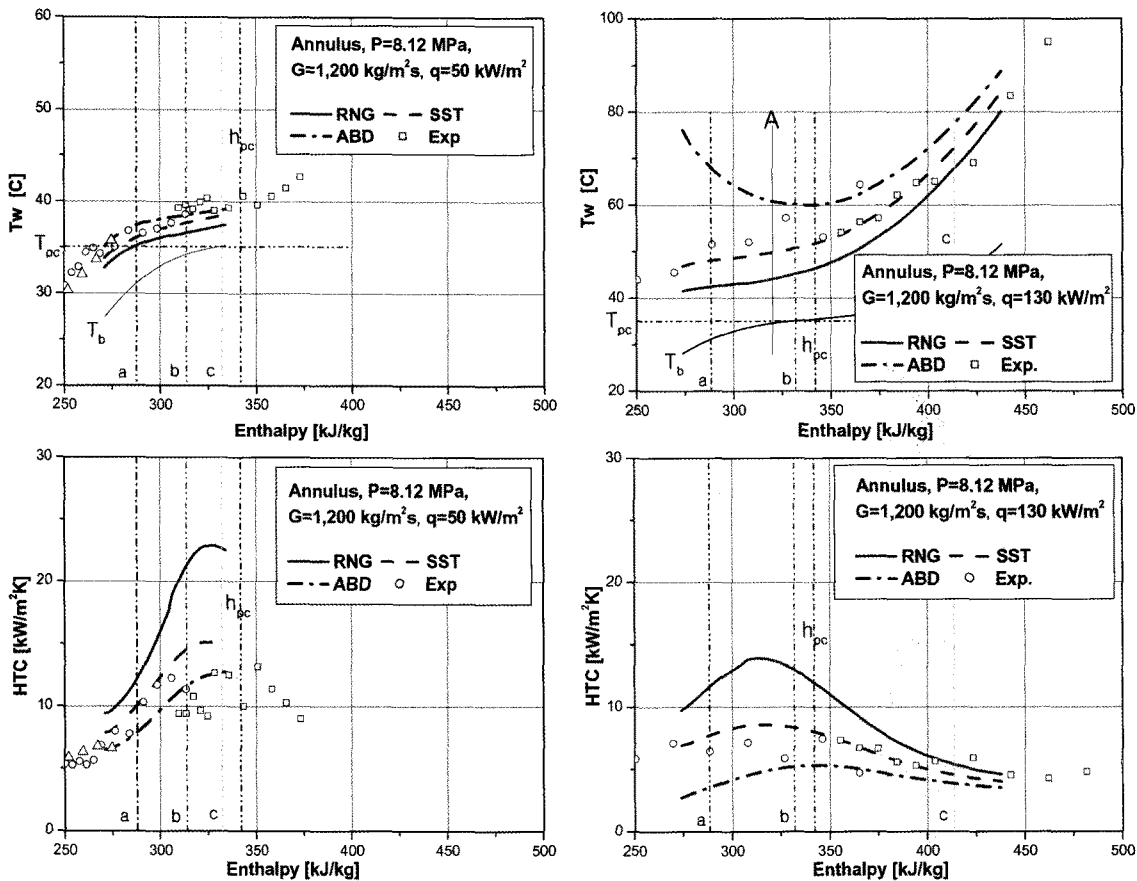 60
50
40
30
20
Tw [C]
T_pc
Annulus, P=8.12 MPa,
G=1,200 kg/m²s, q=50 kW/m²
RNG SST
ABD Exp
h_pc
T_b
a b c
250 300 350 400 450 500
Enthalpy [kJ/kg]
100
80
60
40
20
Tw [C]
T_pc
A
c
Annulus, P=8.12 MPa,
G=1,200 kg/m²s, q=130 kW/m²
RNG SST
ABD Exp.
h_pc
T_b
a b
250 300 350 400 450 500
Enthalpy [kJ/kg]
30
20
10
0
HTC [kW/m²K]
Annulus, P=8.12 MPa,
G=1,200 kg/m²s, q=50 kW/m²
RNG SST
ABD Exp
h_pc
a b c
250 300 350 400 450 500
Enthalpy [kJ/kg]
30
20
10
0
HTC [kW/m²K]
Annulus, P=8.12 MPa,
G=1,200 kg/m²s, q=130 kW/m²
RNG SST
ABD Exp.
h_pc
a b c
250 300 350 400 450 500
Enthalpy [kJ/kg]